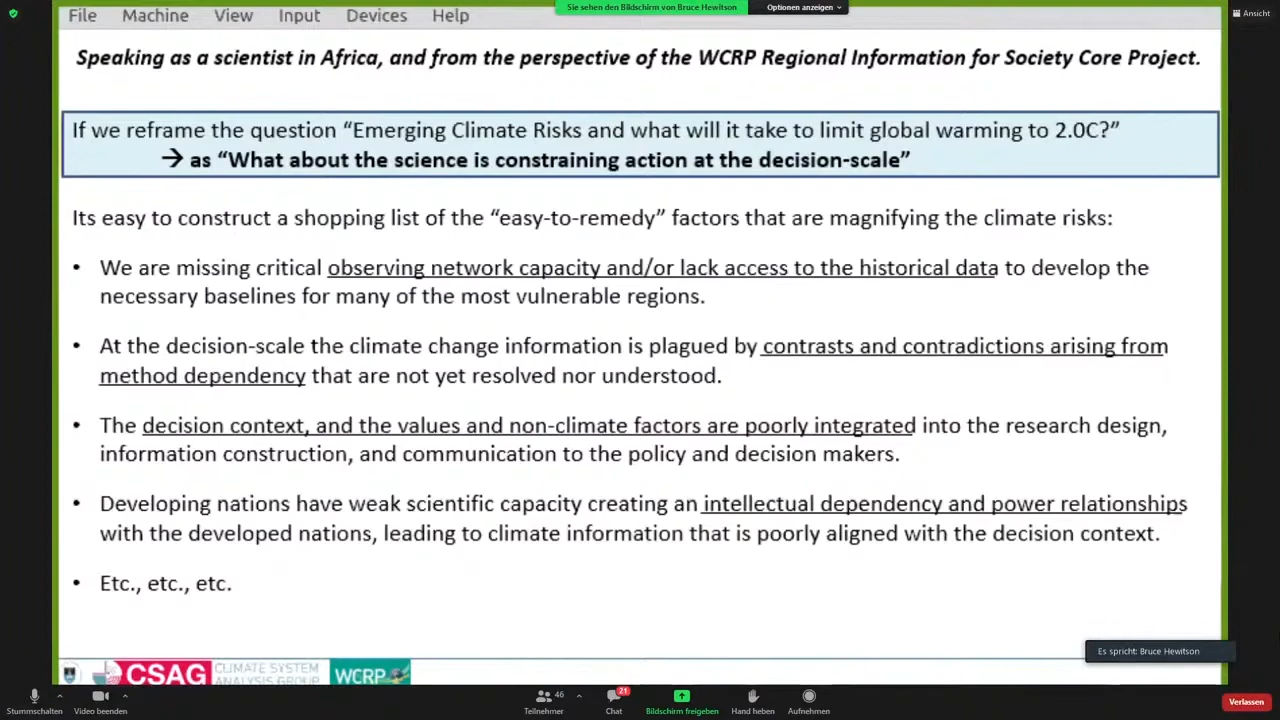 File Machine View Input Devices Help
Sie sehen den Bildschirm von Bruce Hewitson
Optionen anzeigen
Ansicht
Speaking as a scientist in Africa, and from the perspective of the WCRP Regional Information for Society Core Project.
If we reframe the question “Emerging Climate Risks and what will it take to limit global warming to 2.0C?”
→ as “What about the science is constraining action at the decision-scale”
Its easy to construct a shopping list of the “easy-to-remedy” factors that are magnifying the climate risks:
• We are missing critical observing network capacity and/or lack access to the historical data to develop the
necessary baselines for many of the most vulnerable regions.
• At the decision-scale the climate change information is plagued by contrasts and contradictions arising from
method dependency that are not yet resolved nor understood.
• The decision context, and the values and non-climate factors are poorly integrated into the research design,
information construction, and communication to the policy and decision makers.
• Developing nations have weak scientific capacity creating an intellectual dependency and power relationships
with the developed nations, leading to climate information that is poorly aligned with the decision context.
• Etc., etc., etc.
Es spricht: Bruce Hewitson
CSAG
CLIMATE SYSTEM
ANALYSIS GROUP
WCRP
46
21
Stummschalten Video beenden Teilnehmer Chat Bildschirm freigeben Hand heben Aufnehmen Verlassen